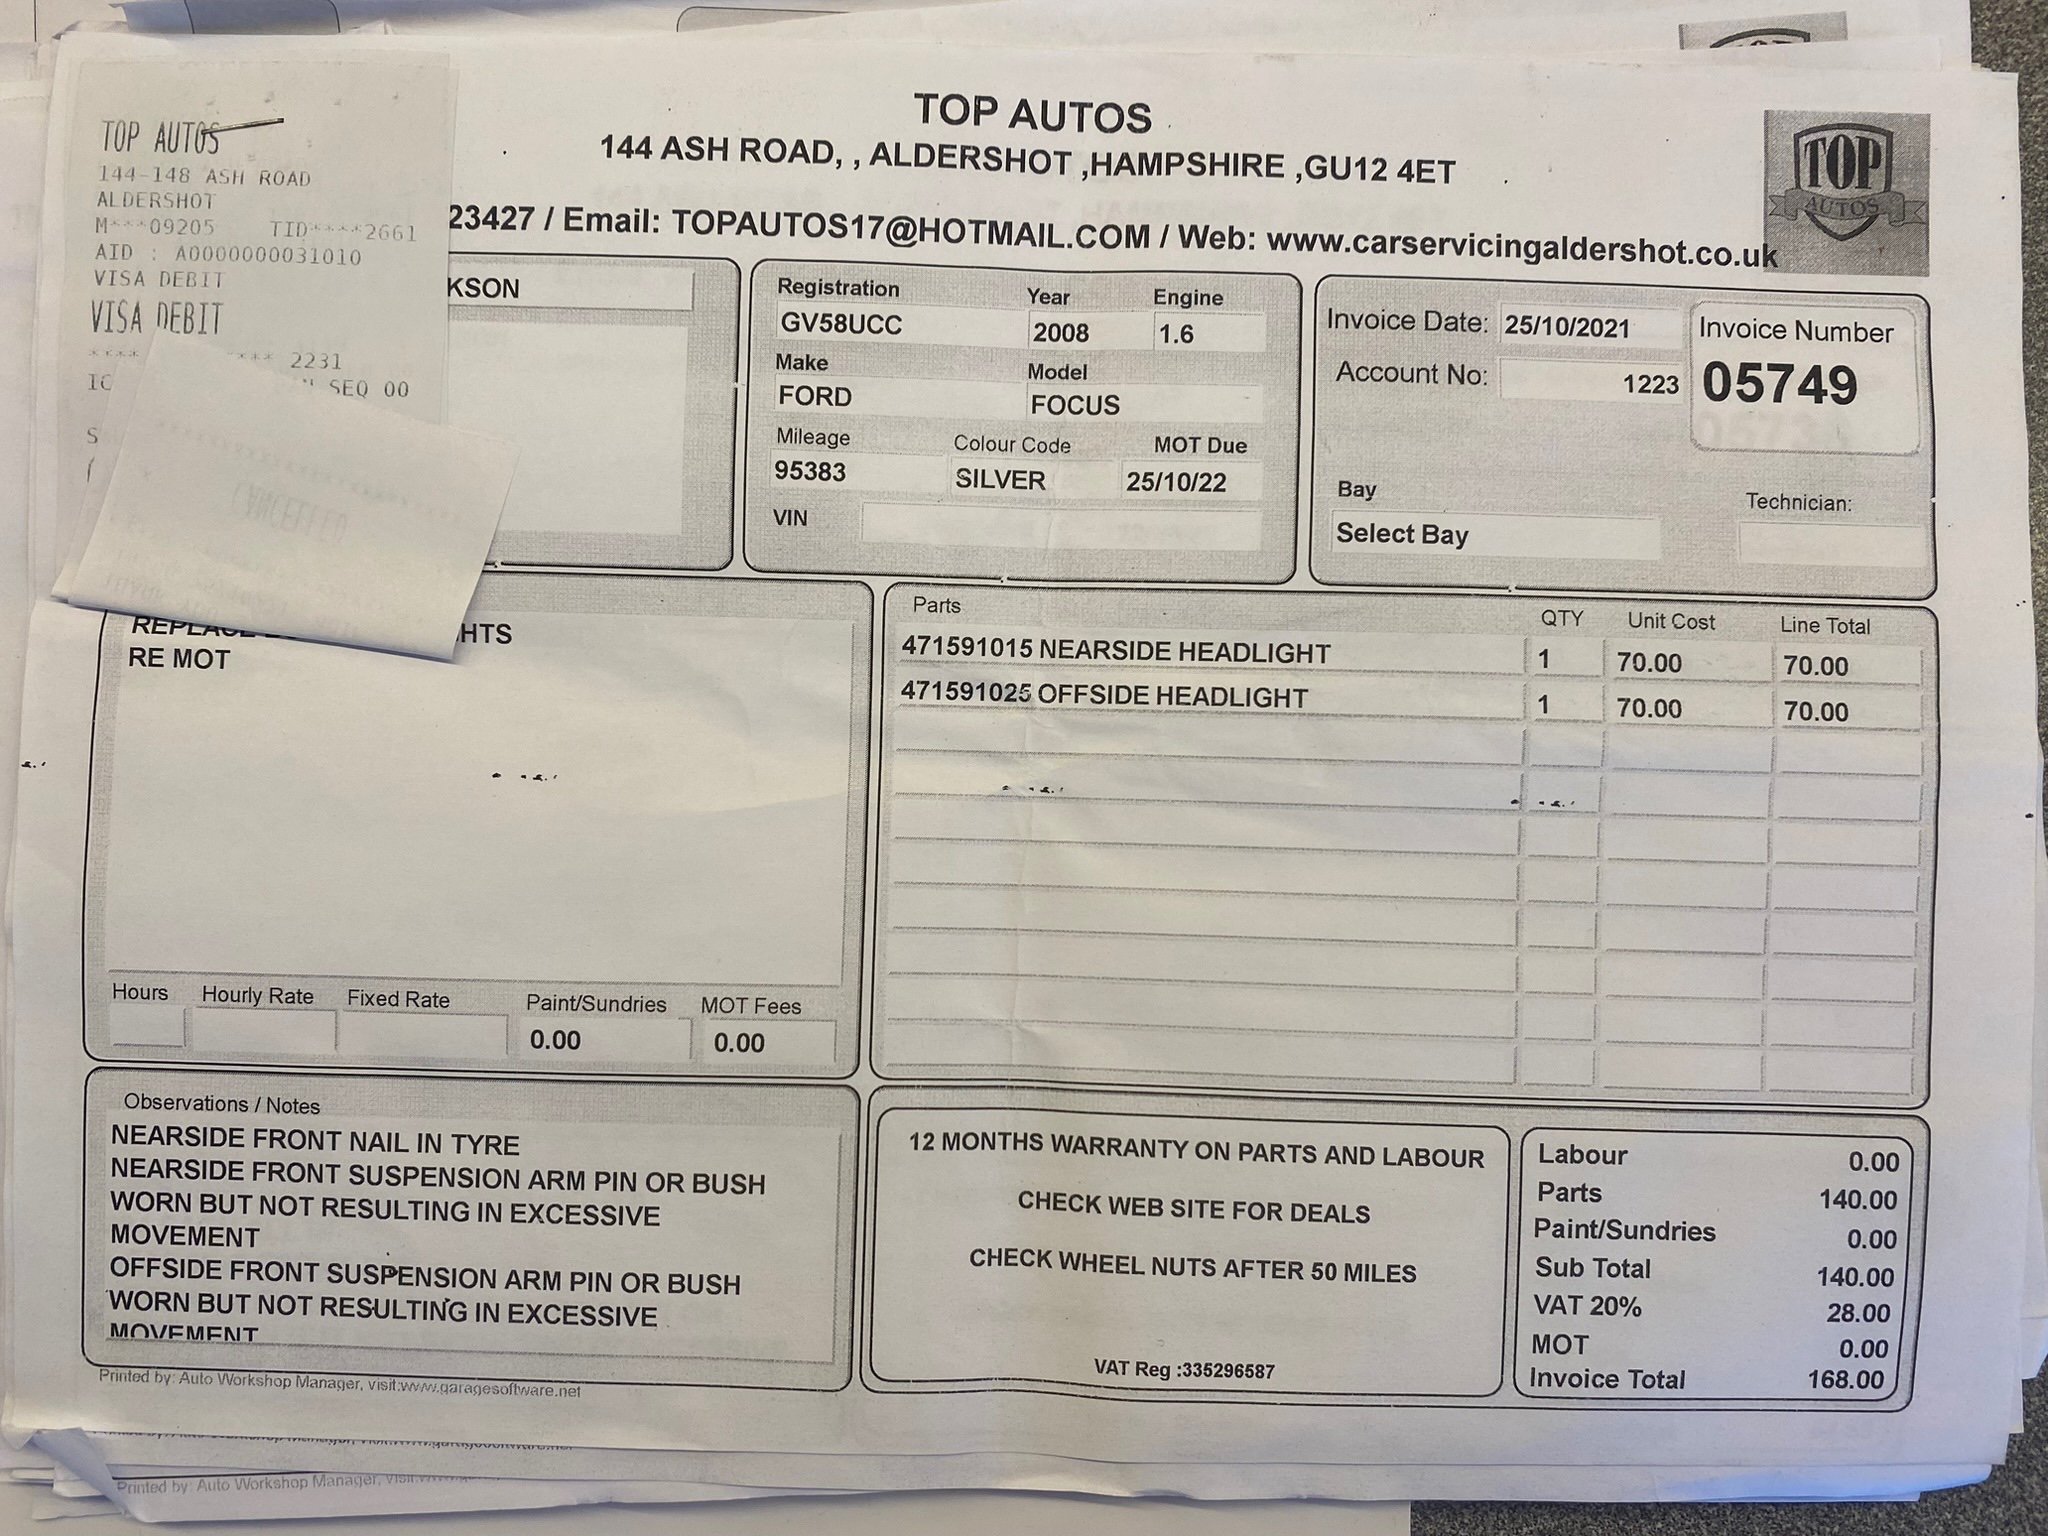 TOP AUTOS
144-148 ASH ROAD
ALDERSHOT
M***09205 TID****2661
AID : A0000000031010
VISA DEBIT
VISA DEBIT
**** **** 2231
SEQ 00
CANCELLED
TOP AUTOS
144 ASH ROAD, , ALDERSHOT ,HAMPSHIRE ,GU12 4ET
23427 / Email: TOPAUTOS17@HOTMAIL.COM / Web: www.carservicingaldershot.co.uk
TOP
AUTOS
KSON
Registration Year Engine
GV58UCC 2008 1.6
Make Model
FORD FOCUS
Mileage Colour Code MOT Due
95383 SILVER 25/10/22
VIN
Invoice Date: 25/10/2021
Account No: 1223
Invoice Number
05749
Bay Technician:
Select Bay
REPLACE HTS
RE MOT
Hours Hourly Rate Fixed Rate Paint/Sundries MOT Fees
0.00 0.00
Parts QTY Unit Cost Line Total
471591015 NEARSIDE HEADLIGHT 1 70.00 70.00
471591025 OFFSIDE HEADLIGHT 1 70.00 70.00
Observations / Notes
NEARSIDE FRONT NAIL IN TYRE
NEARSIDE FRONT SUSPENSION ARM PIN OR BUSH
WORN BUT NOT RESULTING IN EXCESSIVE
MOVEMENT
OFFSIDE FRONT SUSPENSION ARM PIN OR BUSH
WORN BUT NOT RESULTING IN EXCESSIVE
MOVEMENT
12 MONTHS WARRANTY ON PARTS AND LABOUR
CHECK WEB SITE FOR DEALS
CHECK WHEEL NUTS AFTER 50 MILES
VAT Reg :335296587
Labour 0.00
Parts 140.00
Paint/Sundries 0.00
Sub Total 140.00
VAT 20% 28.00
MOT 0.00
Invoice Total 168.00
Printed by: Auto Workshop Manager, visit:www.garagesoftware.net
Printed by: Auto Workshop Manager,